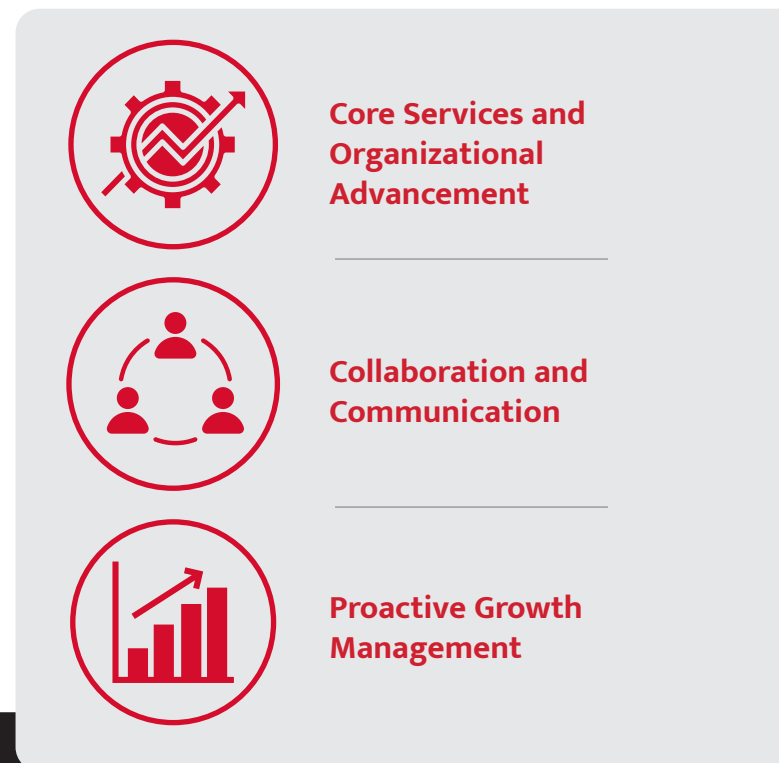 Core Services and
Organizational
Advancement
Collaboration and
Communication
Proactive Growth
Management